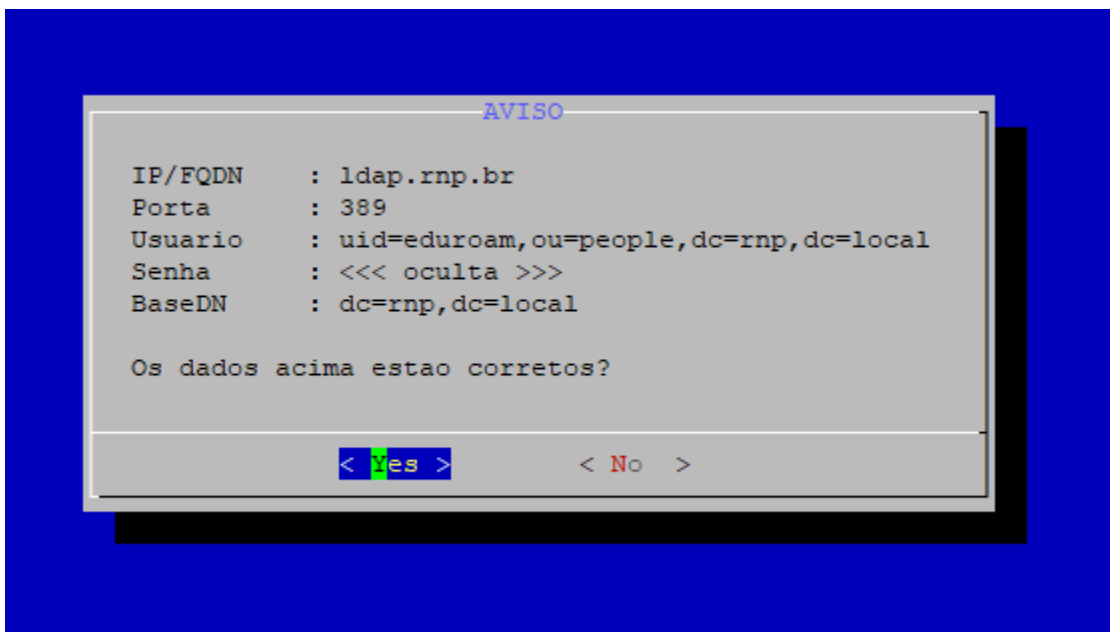 AVISO
IP/FQDN : ldap.rnp.br
Porta : 389
Usuario : uid=eduroam,ou=people,dc=rnp,dc=local
Senha : <<< oculta >>>
BaseDN : dc=rnp,dc=local
Os dados acima estao corretos?
< Yes > < No >